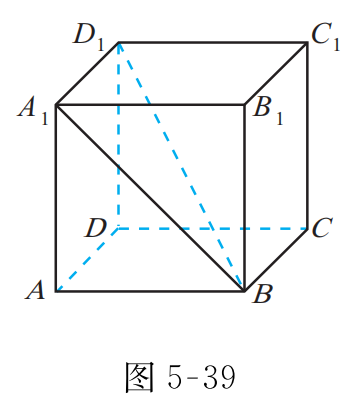 D₁ C₁
A₁ B₁
D C
A B
图 5-39